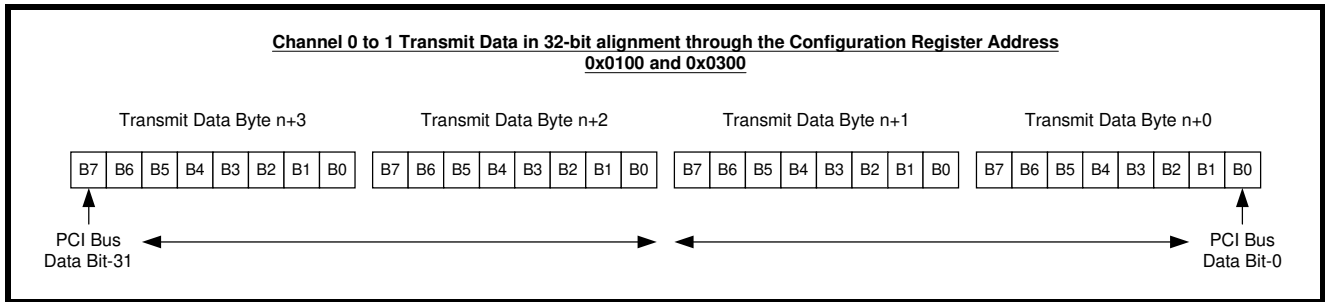 Channel 0 to 1 Transmit Data in 32-bit alignment through the Configuration Register Address
0x0100 and 0x0300
Transmit Data Byte n+3 Transmit Data Byte n+2 Transmit Data Byte n+1 Transmit Data Byte n+0
B7 B6 B5 B4 B3 B2 B1 B0 B7 B6 B5 B4 B3 B2 B1 B0 B7 B6 B5 B4 B3 B2 B1 B0 B7 B6 B5 B4 B3 B2 B1 B0
PCI Bus PCI Bus
Data Bit-31 Data Bit-0